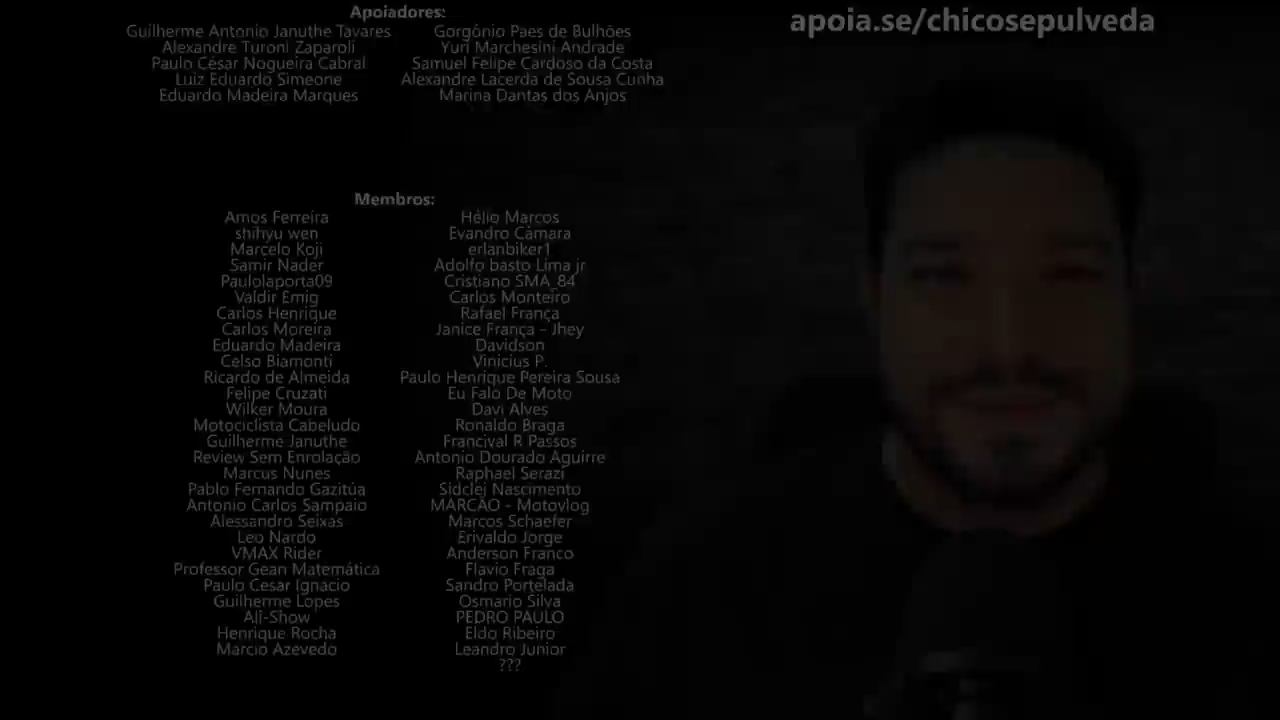 Apoiadores:
Guilherme Antonio Januthe Tavares
Alexandre Turoni Zaparoli
Paulo César Nogueira Cabral
Luiz Eduardo Simeone
Eduardo Madeira Marques
Gorgônio Paes de Bulhões
Yuri Marchesini Andrade
Samuel Felipe Cardoso da Costa
Alexandre Lacerda de Sousa Cunha
Marina Dantas dos Anjos
apoia.se/chicosepulveda
Membros:
Amos Ferreira
shihyu wen
Marcelo Koji
Samir Nader
Paulolaporta09
Valdir Emig
Carlos Henrique
Carlos Moreira
Eduardo Madeira
Celso Biamonti
Ricardo de Almeida
Felipe Cruzati
Wilker Moura
Motociclista Cabeludo
Guilherme Januthe
Review Sem Enrolação
Marcus Nunes
Pablo Fernando Gazitúa
Antonio Carlos Sampaio
Alessandro Seixas
Leo Nardo
VMAX Rider
Professor Gean Matemática
Paulo Cesar Ignacio
Guilherme Lopes
Ali-Show
Henrique Rocha
Marcio Azevedo
Hélio Marcos
Evandro Câmara
erlanbiker1
Adolfo basto Lima jr
Cristiano SMA_84
Carlos Monteiro
Rafael França
Janice França - Jhey
Davidson
Vinicius P.
Paulo Henrique Pereira Sousa
Eu Falo De Moto
Davi Alves
Ronaldo Braga
Francival R Passos
Antonio Dourado Aguirre
Raphael Serazi
Sidclej Nascimento
MARCÃO - Motovlog
Marcos Schaefer
Erivaldo Jorge
Anderson Franco
Flavio Fraga
Sandro Portelada
Osmario Silva
PEDRO PAULO
Eldo Ribeiro
Leandro Junior
???